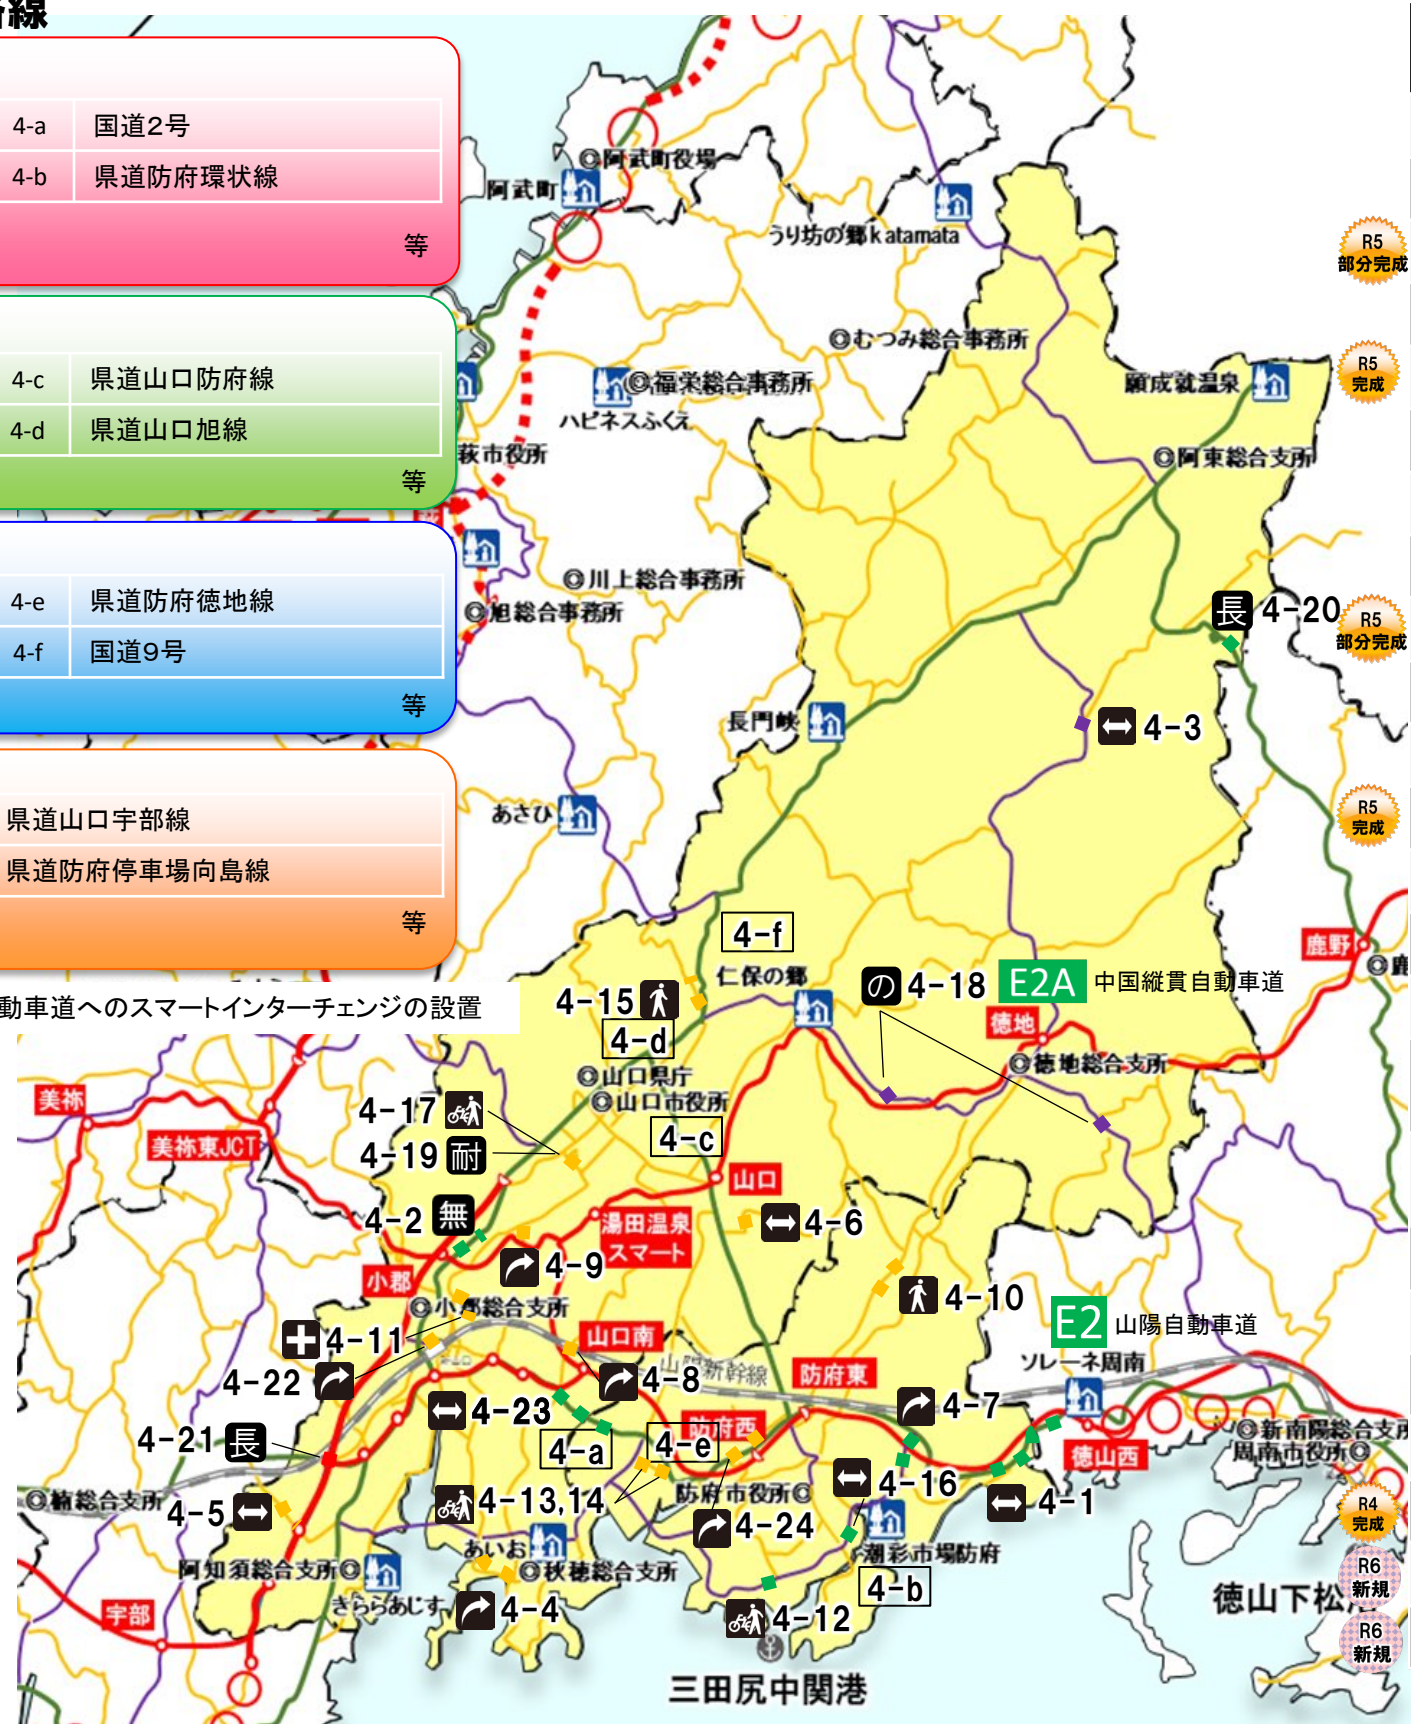 路線
4-a 国道2号
4-b 県道防府環状線
等
4-c 県道山口防府線
4-d 県道山口旭線
等
4-e 県道防府徳地線
4-f 国道9号
等
県道山口宇部線
県道防府停車場向島線
等
動車道へのスマートインターチェンジの設置
◎阿武町役場
阿武町
うり坊の郷katamata
R5
部分完成
◎むつみ総合事務所
◎福栄総合事務所
ハピネスふくえ
願成就温泉
R5
完成
萩市役所
◎阿東総合支所
◎川上総合事務所
◎旭総合事務所
長 4-20
R5
部分完成
長門峡
4-3
あさひ
R5
完成
4-f
仁保の郷
の 4-18
E2A 中国縦貫自動車道
鹿野
◎鹿
4-15
4-d
徳地
◎徳地総合支所
◎山口県庁
◎山口市役所
美祢
美祢東JCT
4-17
4-19 耐
4-c
山口
4-2 無
湯田温泉
スマート
4-6
4-9
小郡
◎小郡総合支所
4-10
4-11
山口南
E2 山陽自動車道
ソレーネ周南
4-22
4-8
山陽新幹線
防府東
4-23
4-7
防府西
4-21 長
4-a
4-e
徳山西
◎新南陽総合支所
周南市役所◎
◎楠総合支所
4-5
4-13,14
防府市役所◎
4-16
4-1
4-24
R4
完成
あいお
◎秋穂総合支所
潮彩市場防府
阿知須総合支所◎
きららあじす
4-4
4-b
4-12
R6
新規
徳山下松港
宇部
R6
新規
三田尻中関港